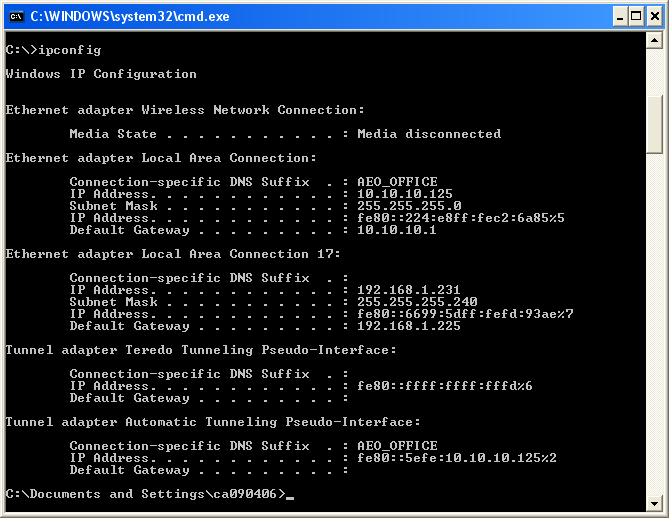 C:\WINDOWS\system32\cmd.exe
C:\>ipconfig
Windows IP Configuration
Ethernet adapter Wireless Network Connection:
Media State . . . . . . . . . . . : Media disconnected
Ethernet adapter Local Area Connection:
Connection-specific DNS Suffix  . : AEO_OFFICE
IP Address. . . . . . . . . . . . : 10.10.10.125
Subnet Mask . . . . . . . . . . . : 255.255.255.0
IP Address. . . . . . . . . . . . : fe80::224:e8ff:fec2:6a85%5
Default Gateway . . . . . . . . . : 10.10.10.1
Ethernet adapter Local Area Connection 17:
Connection-specific DNS Suffix  . :
IP Address. . . . . . . . . . . . : 192.168.1.231
Subnet Mask . . . . . . . . . . . : 255.255.255.240
IP Address. . . . . . . . . . . . : fe80::6699:5dff:fefd:93ae%7
Default Gateway . . . . . . . . . : 192.168.1.225
Tunnel adapter Teredo Tunneling Pseudo-Interface:
Connection-specific DNS Suffix  . :
IP Address. . . . . . . . . . . . : fe80::ffff:ffff:fffd%6
Default Gateway . . . . . . . . . :
Tunnel adapter Automatic Tunneling Pseudo-Interface:
Connection-specific DNS Suffix  . : AEO_OFFICE
IP Address. . . . . . . . . . . . : fe80::5efe:10.10.10.125%2
Default Gateway . . . . . . . . . :
C:\Documents and Settings\ca090406>_